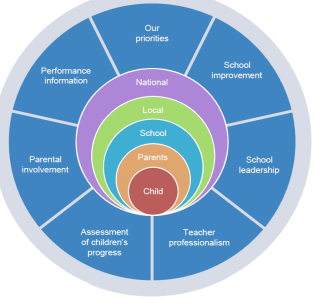 Our
priorities
School
improvement
School
leadership
Teacher
professionalism
Assessment
of children's
progress
Parental
involvement
Performance
information
National
Local
School
Parents
Child